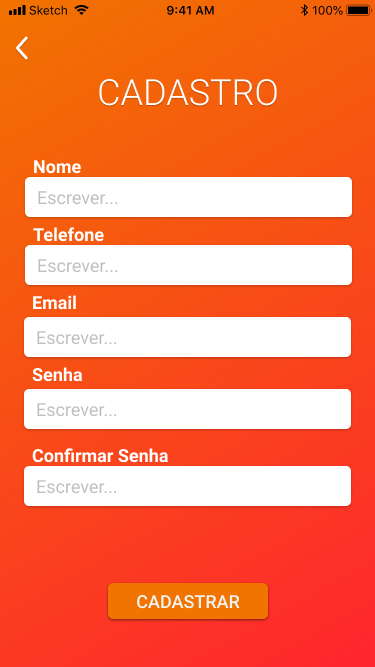 Sketch 9:41 AM 100%
CADASTRO
Nome
Escrever...
Telefone
Escrever...
Email
Escrever...
Senha
Escrever...
Confirmar Senha
Escrever...
CADASTRAR